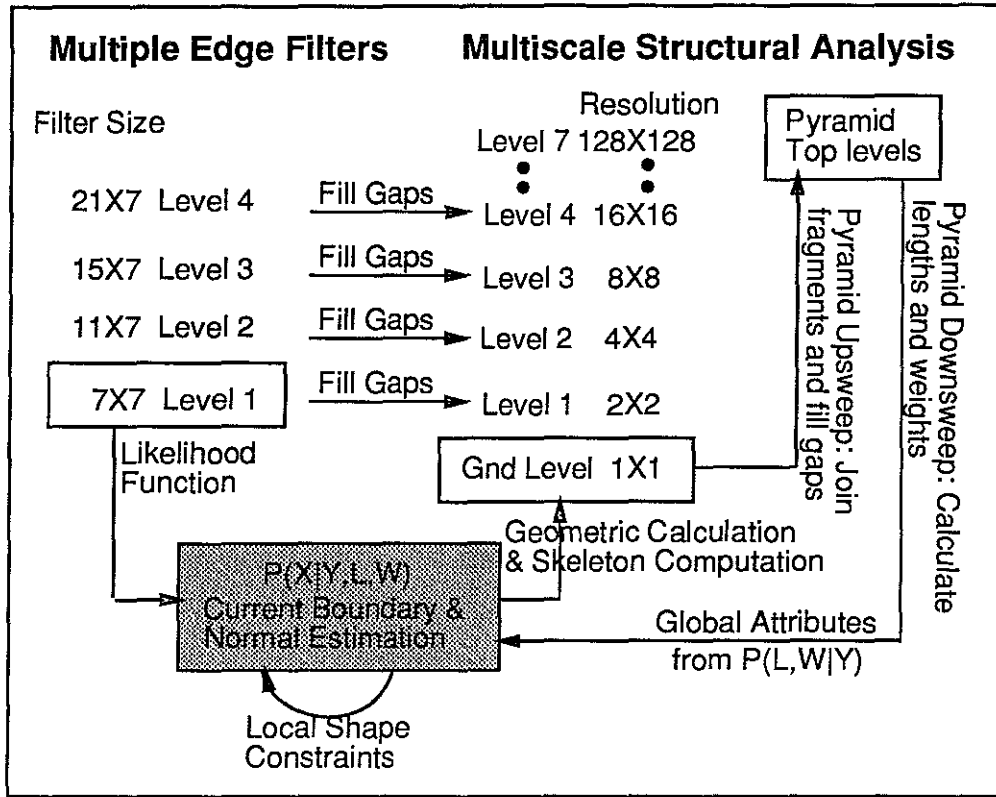 Multiple Edge Filters
Multiscale Structural Analysis
Filter Size
Resolution
Level 7 128X128
21X7 Level 4
Fill Gaps
Level 4 16X16
15X7 Level 3
Fill Gaps
Level 3 8X8
11X7 Level 2
Fill Gaps
Level 2 4X4
7X7 Level 1
Fill Gaps
Level 1 2X2
Gnd Level 1X1
Pyramid
Top levels
Pyramid Upsweep: Join
fragments and fill gaps
Pyramid Downsweep: Calculate
lengths and weights
Likelihood
Function
Geometric Calculation
& Skeleton Computation
P(X|Y,L,W)
Current Boundary &
Normal Estimation
Global Attributes
from P(L,W|Y)
Local Shape
Constraints